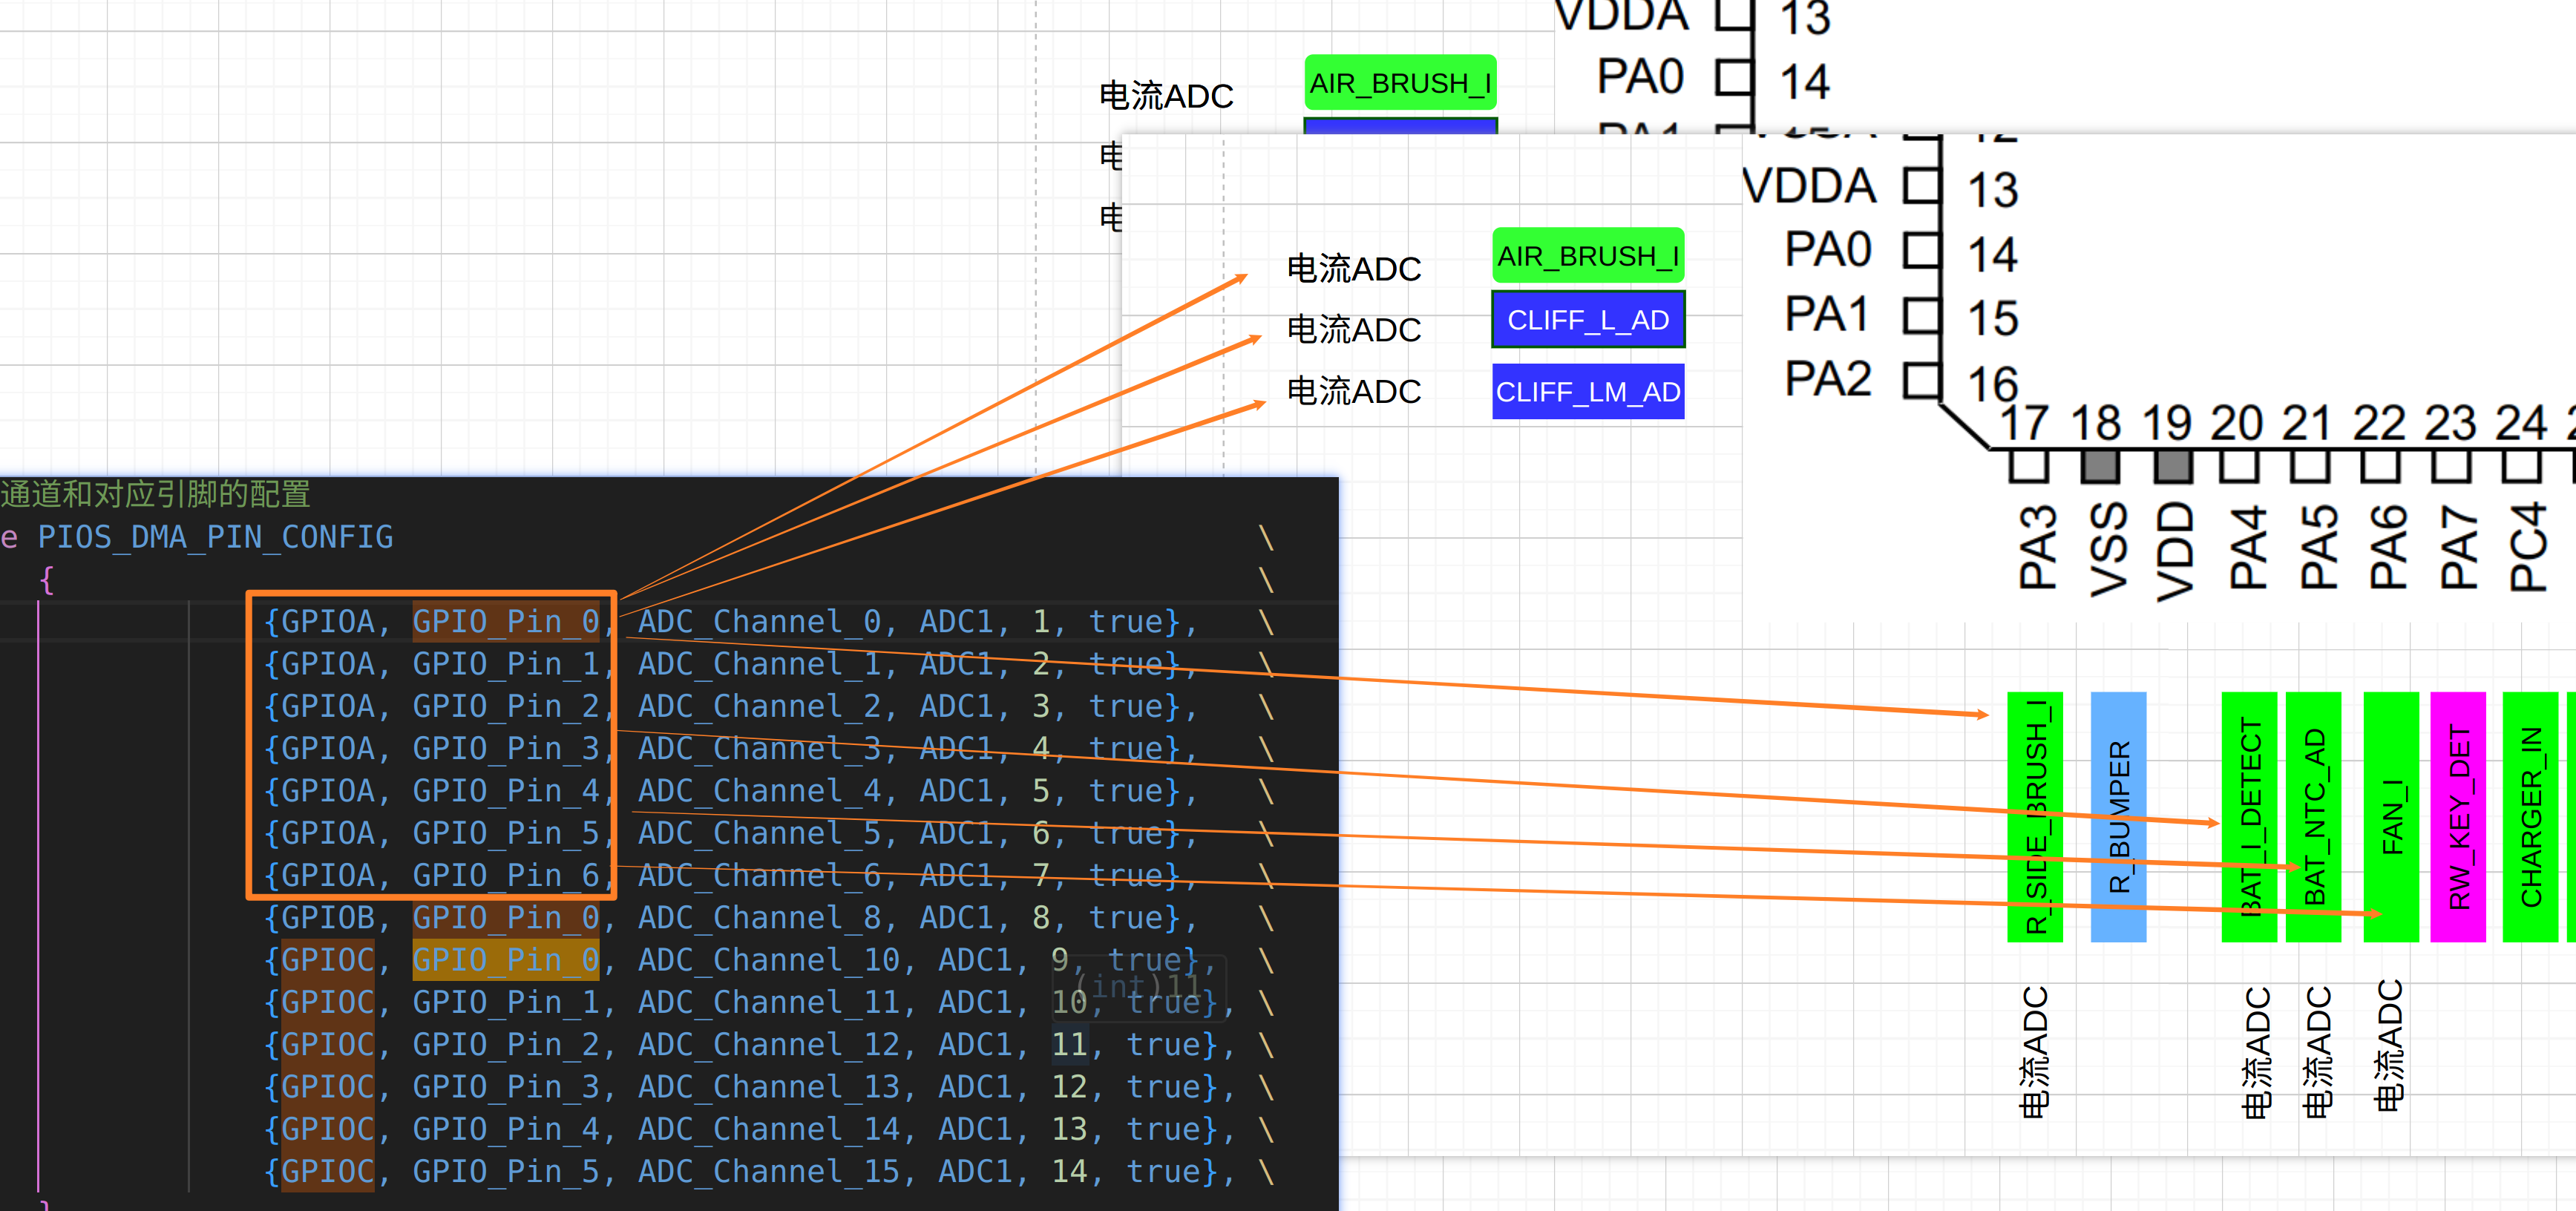 VDDA 13
电流ADC AIR_BRUSH_I PA0 14
PA1
VDDA 13
PA0 14
电流ADC AIR_BRUSH_I
电流ADC CLIFF_L_AD PA1 15
电流ADC CLIFF_LM_AD PA2 16
17 18 19 20 21 22 23 24
PA3 VSS VDD PA4 PA5 PA6 PA7 PC4
通道和对应引脚的配置
e PIOS_DMA_PIN_CONFIG \
{ \
{GPIOA, GPIO_Pin_0, ADC_Channel_0, ADC1, 1, true}, \
{GPIOA, GPIO_Pin_1, ADC_Channel_1, ADC1, 2, true}, \
{GPIOA, GPIO_Pin_2, ADC_Channel_2, ADC1, 3, true}, \
{GPIOA, GPIO_Pin_3, ADC_Channel_3, ADC1, 4, true}, \
{GPIOA, GPIO_Pin_4, ADC_Channel_4, ADC1, 5, true}, \
{GPIOA, GPIO_Pin_5, ADC_Channel_5, ADC1, 6, true}, \
{GPIOA, GPIO_Pin_6, ADC_Channel_6, ADC1, 7, true}, \
{GPIOB, GPIO_Pin_0, ADC_Channel_8, ADC1, 8, true}, \
{GPIOC, GPIO_Pin_0, ADC_Channel_10, ADC1, 9, true}, \
(int)11
{GPIOC, GPIO_Pin_1, ADC_Channel_11, ADC1, 10, true}, \
{GPIOC, GPIO_Pin_2, ADC_Channel_12, ADC1, 11, true}, \
{GPIOC, GPIO_Pin_3, ADC_Channel_13, ADC1, 12, true}, \
{GPIOC, GPIO_Pin_4, ADC_Channel_14, ADC1, 13, true}, \
{GPIOC, GPIO_Pin_5, ADC_Channel_15, ADC1, 14, true}, \
}
R_SIDE_BRUSH_I
R_BUMPER
BAT_I_DETECT
BAT_NTC_AD
FAN_I
RW_KEY_DET
CHARGER_IN
电流ADC
电流ADC
电流ADC
电流ADC